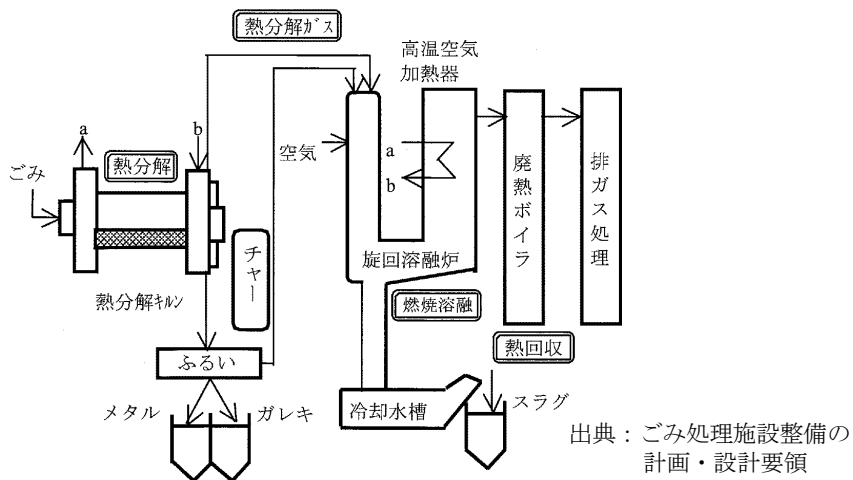 熱分解ｶﾞｽ
高温空気
加熱器
a
b
熱分解
ごみ
空気
a
b
廃熱ボイラ
排ガス処理
チャー
旋回溶融炉
熱分解ｷﾙﾝ
燃焼溶融
ふるい
熱回収
メタル
ガレキ
冷却水槽
スラグ
出典：ごみ処理施設整備の
計画・設計要領